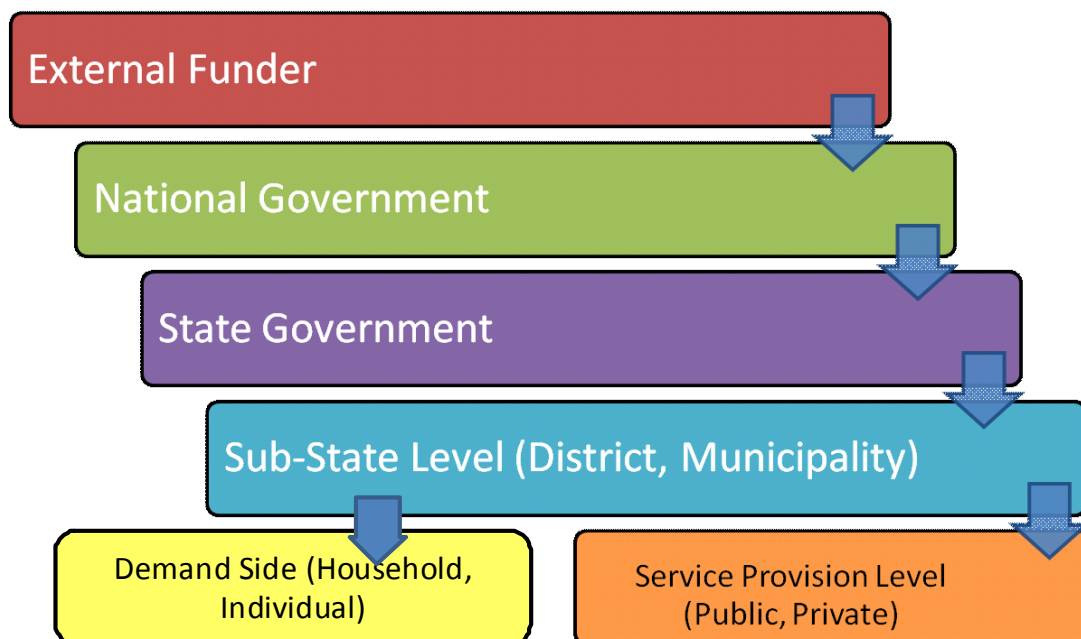 External Funder
National Government
State Government
Sub-State Level (District, Municipality)
Demand Side (Household,
Individual)
Service Provision Level
(Public, Private)